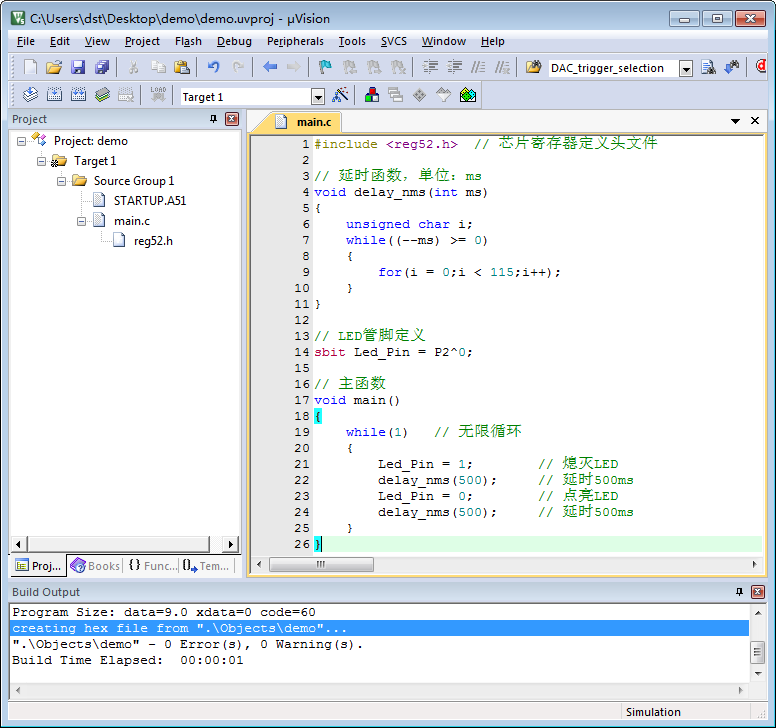 C:\Users\dst\Desktop\demo\demo.uvproj - µVision
File Edit View Project Flash Debug Peripherals Tools SVCS Window Help
DAC_trigger_selection
LOAD
Target 1
Project
main.c
Project: demo
Target 1
Source Group 1
STARTUP.A51
main.c
reg52.h
1 #include <reg52.h>  // 芯片寄存器定义头文件
2
3 // 延时函数，单位：ms
4 void delay_nms(int ms)
5 {
6     unsigned char i;
7     while((--ms) >= 0)
8     {
9         for(i = 0;i < 115;i++);
10     }
11 }
12
13 // LED管脚定义
14 sbit Led_Pin = P2^0;
15
16 // 主函数
17 void main()
18 {
19     while(1)   // 无限循环
20     {
21         Led_Pin = 1;        // 熄灭LED
22         delay_nms(500);     // 延时500ms
23         Led_Pin = 0;        // 点亮LED
24         delay_nms(500);     // 延时500ms
25     }
26 }
Proj... Books {} Func... Tem...
Build Output
Program Size: data=9.0 xdata=0 code=60
creating hex file from ".\Objects\demo"...
".\Objects\demo" - 0 Error(s), 0 Warning(s).
Build Time Elapsed:  00:00:01
Simulation